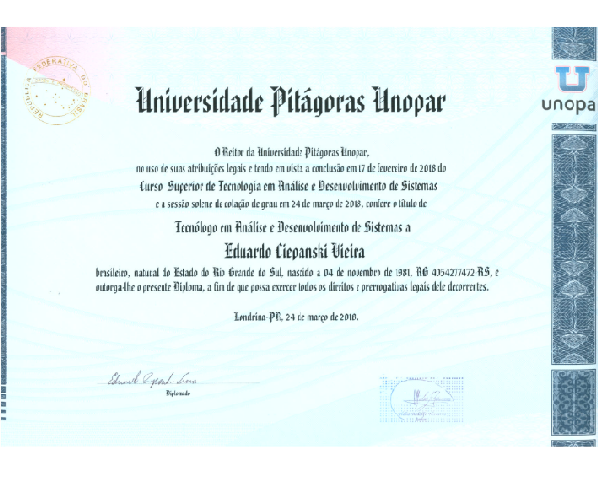 Universidade Pitágoras Unopar
unopa
O Reitor da Universidade Pitágoras Unopar,
no uso de suas atribuições legais e tendo em vista a conclusão em 17 de fevereiro de 2018 do
Curso Superior de Tecnologia em Análise e Desenvolvimento de Sistemas
e a sessão solene de colação de grau em 24 de março de 2018, confere o título de
Tecnólogo em Análise e Desenvolvimento de Sistemas a
Eduardo Ciepanski Vieira
brasileiro, natural do Estado do Rio Grande do Sul, nascido a 04 de novembro de 1981, RG 4054277472-RS, e
outorga-lhe o presente Diploma, a fim de que possa exercer todos os direitos e prerrogativas legais dele decorrentes.
Londrina-PR, 24 de março de 2018.
Diplomado